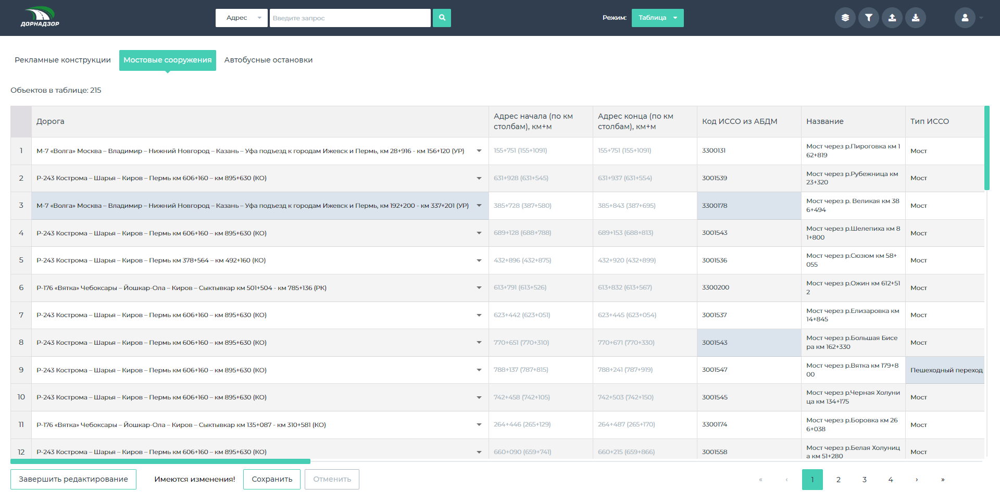 ДОРНАДЗОР
Адрес
Введите запрос
Режим:
Таблица
Рекламные конструкции
Мостовые сооружения
Автобусные остановки
Объектов в таблице: 215
Дорога
Адрес начала (по км
столбам), км+м
Адрес конца (по км
столбам), км+м
Код ИССО из АБДМ
Название
Тип ИССО
1
М-7 «Волга» Москва – Владимир – Нижний Новгород – Казань – Уфа подъезд к городам Ижевск и Пермь, км 28+916 - км 156+120 (УР)
155+751 (155+1091)
155+751 (155+1091)
3300131
Мост через р.Пироговка км 1
62+819
Мост
2
Р-243 Кострома – Шарья – Киров – Пермь км 606+160 – км 895+630 (КО)
631+928 (631+545)
631+937 (631+554)
3001539
Мост через р.Рубежница км
23+320
Мост
3
М-7 «Волга» Москва – Владимир – Нижний Новгород – Казань – Уфа подъезд к городам Ижевск и Пермь, км 192+200 - км 337+201 (УР)
385+728 (387+580)
385+843 (387+695)
3300178
Мост через р. Великая км 38
6+494
Мост
4
Р-243 Кострома – Шарья – Киров – Пермь км 606+160 – км 895+630 (КО)
689+128 (688+788)
689+153 (688+813)
3001543
Мост через р.Шелепиха км 8
1+800
Мост
5
Р-243 Кострома – Шарья – Киров – Пермь км 378+564 – км 492+160 (КО)
432+896 (432+875)
432+920 (432+899)
3001536
Мост через р.Сюзюм км 58+
055
Мост
6
Р-176 «Вятка» Чебоксары – Йошкар-Ола – Киров – Сыктывкар км 501+504 - км 785+136 (РК)
613+791 (613+526)
613+832 (613+567)
3300200
Мост через р.Ожин км 612+51
2
Мост
7
Р-243 Кострома – Шарья – Киров – Пермь км 606+160 – км 895+630 (КО)
623+442 (623+051)
623+445 (623+054)
3001537
Мост через р.Елизаровка км
14+845
Мост
8
Р-243 Кострома – Шарья – Киров – Пермь км 606+160 – км 895+630 (КО)
770+651 (770+310)
770+671 (770+330)
3001543
Мост через р.Большая Бисе
ра км 162+330
Мост
9
Р-243 Кострома – Шарья – Киров – Пермь км 606+160 – км 895+630 (КО)
788+137 (787+815)
788+241 (787+919)
3001547
Мост через р.Вятка км 179+8
00
Пешеходный переход
10
Р-243 Кострома – Шарья – Киров – Пермь км 606+160 – км 895+630 (КО)
742+458 (742+105)
742+503 (742+150)
3001545
Мост через р.Черная Холуни
ца км 134+175
Мост
11
Р-176 «Вятка» Чебоксары – Йошкар-Ола – Киров – Сыктывкар км 135+087 - км 310+581 (КО)
264+446 (265+129)
264+487 (265+170)
3300174
Мост через р.Боровка км 26
6+038
Мост
12
Р-243 Кострома – Шарья – Киров – Пермь км 606+160 – км 895+630 (КО)
660+090 (659+741)
660+215 (659+866)
3001558
Мост через р.Белая Холуниц
а км 51+280
Мост
Завершить редактирование
Имеются изменения!
Сохранить
Отменить
« ‹ 1 2 3 4 › »